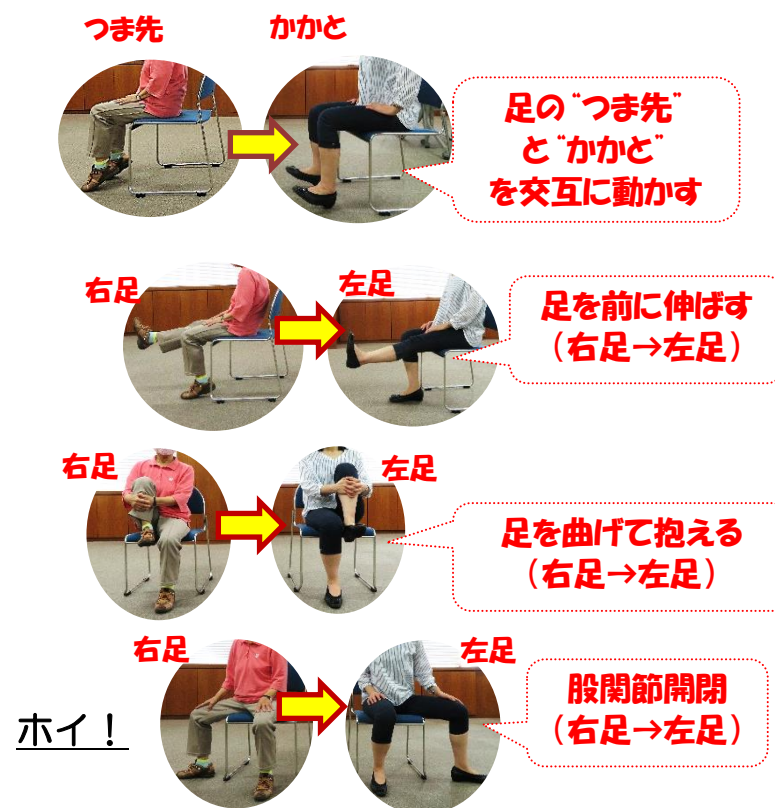 つま先
かかと
足の〝つま先〟
と〝かかと〟
を交互に動かす
右足
左足
足を前に伸ばす
（右足→左足）
右足
左足
足を曲げて抱える
（右足→左足）
右足
左足
股関節開閉
（右足→左足）
ホイ！